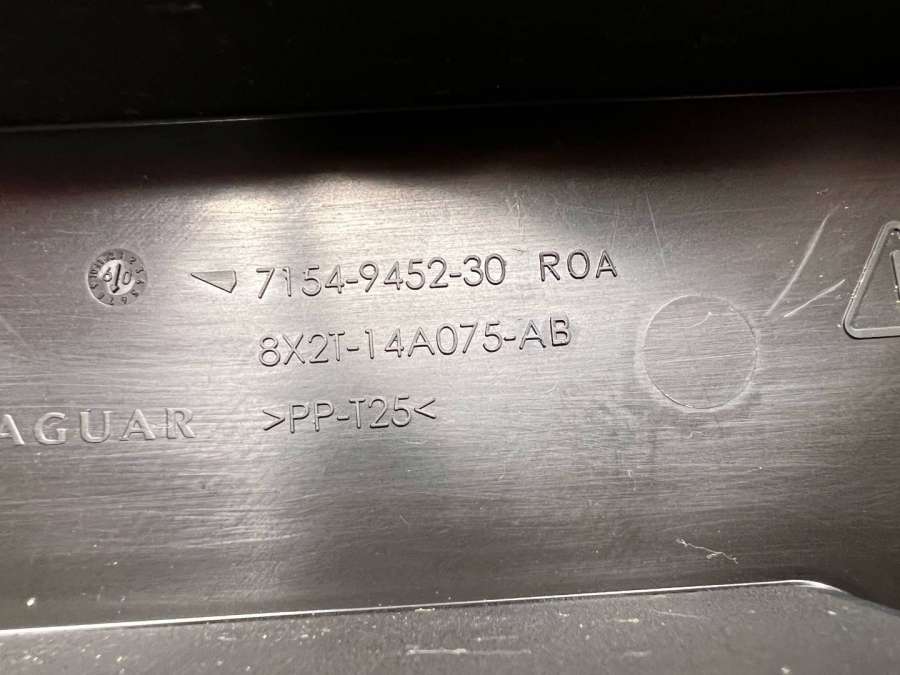 7154-9452-30 ROA
8X2T-14A075-AB
>PP-T25<
AGUAR